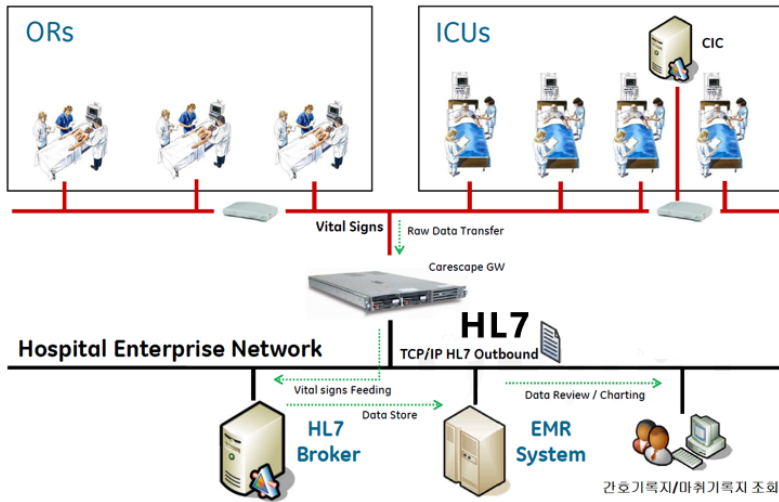 ORs
ICUs
CIC
Vital Signs
Raw Data Transfer
Carescape GW
HL7
Hospital Enterprise Network
TCP/IP HL7 Outbound
Vital signs Feeding
Data Review / Charting
Data Store
HL7
Broker
EMR
System
간호기록지/마취기록지 조회